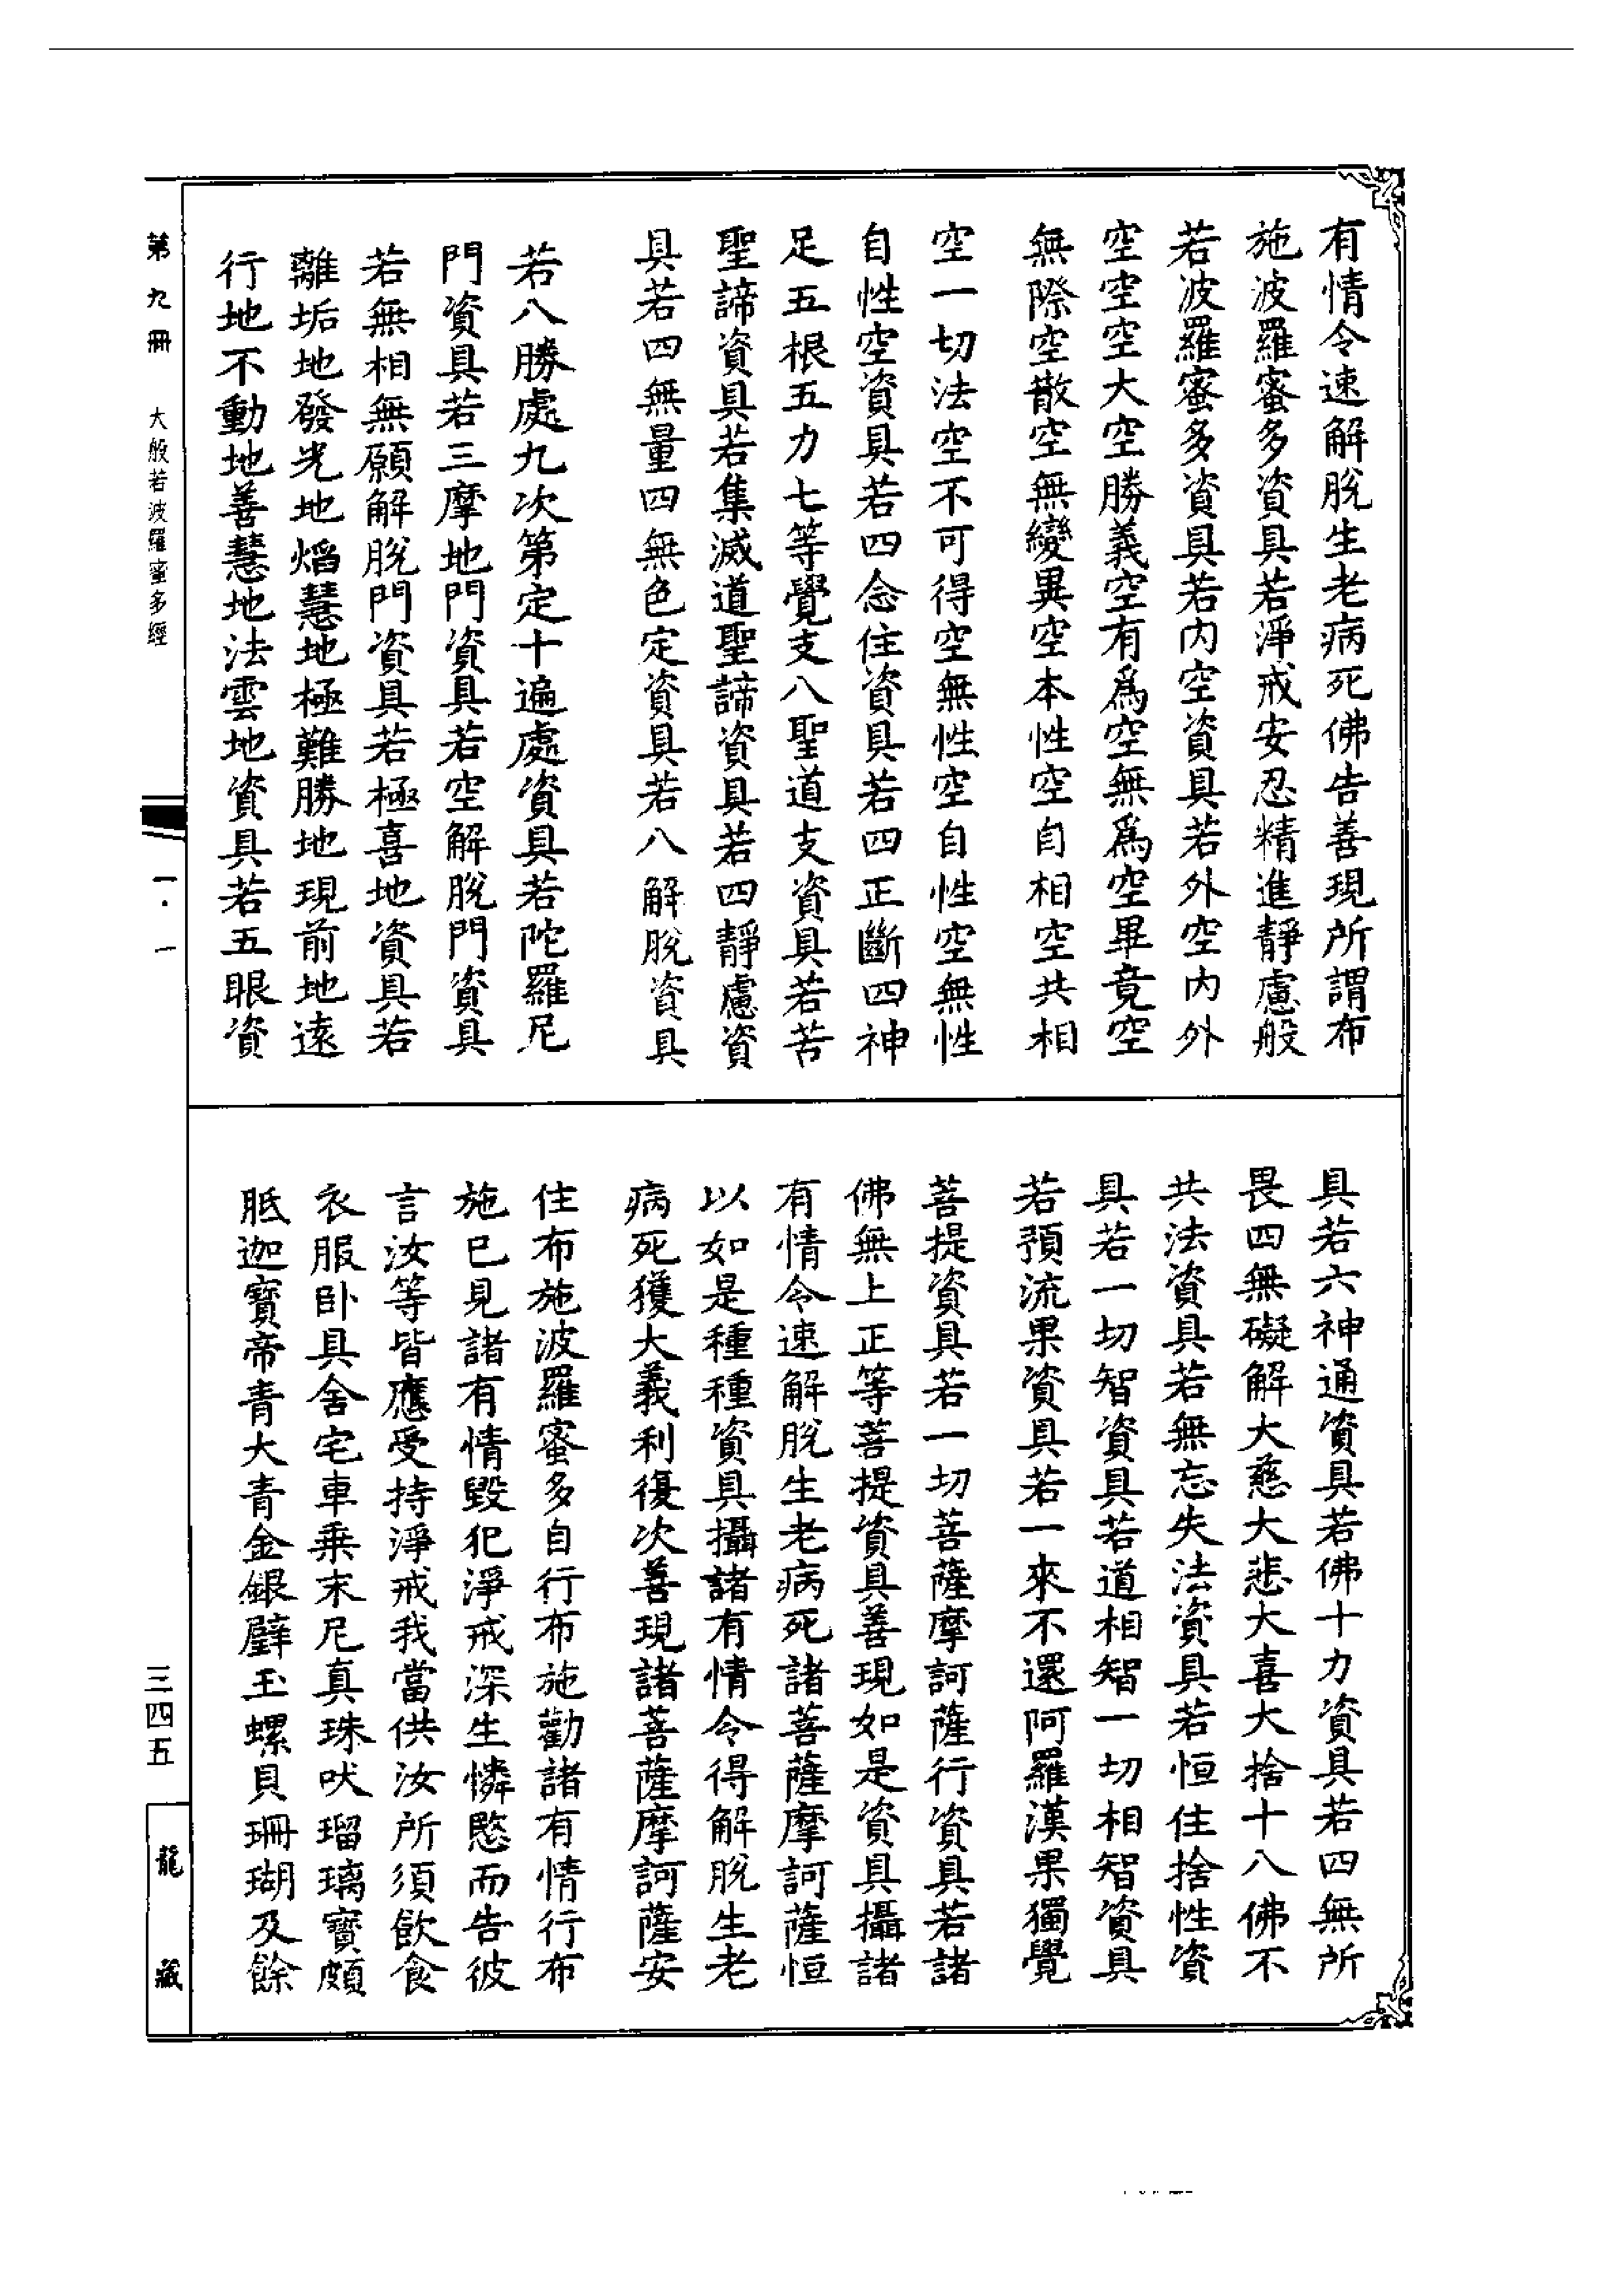 有情令速解脫生老病死佛告善現所謂布
施波羅蜜多資具若淨戒安忍精進靜慮般
若波羅蜜多資具若內空資具若外空內外
空空空大空勝義空有爲空無爲空畢竟空
無際空散空無變異空本性空自相空共相
空一切法空不可得空無性空自性空無性
自性空資具若四念住資具若四正斷四神
足五根五力七等覺支八聖道支資具若苦
聖諦資具若集滅道聖諦資具若四靜慮資
具若四無量四無色定資具若八解脫資具
若八勝處九次第定十遍處資具若陀羅尼
門資具若三摩地門資具若空解脫門資具
若無相無願解脫門資具若極喜地資具若
離垢地發光地焰慧地極難勝地現前地遠
行地不動地善慧地法雲地資具若五眼資
具若六神通資具若佛十力資具若四無所
畏四無礙解大慈大悲大喜大捨十八佛不
共法資具若無忘失法資具若恒住捨性資
具若一切智資具若道相智一切相智資具
若預流果資具若一來不還阿羅漢果獨覺
菩提資具若一切菩薩摩訶薩行資具若諸
佛無上正等菩提資具善現如是資具攝諸
有情令速解脫生老病死諸菩薩摩訶薩恒
以如是種種資具攝諸有情令得解脫生老
病死獲大義利復次善現諸菩薩摩訶薩安
住布施波羅蜜多自行布施勸諸有情行布
施已見諸有情毀犯淨戒深生憐愍而告彼
言汝等皆應受持淨戒我當供汝所須飲食
衣服卧具舍宅車乗末尼真珠吠瑠璃寶頗
胝迦寶帝青大青金銀璧玉螺貝珊瑚及餘
第九冊 大般若波羅蜜多經 一·一
三四五
龍藏